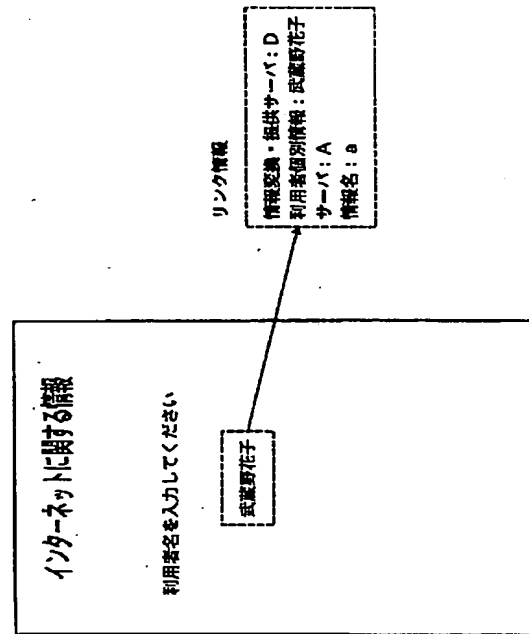 インターネットに関する情報
利用者名を入力してください
武蔵野花子
リンク情報
情報変換・提供サーバ：D
利用者個別情報：武蔵野花子
サーバ：A
情報名：a